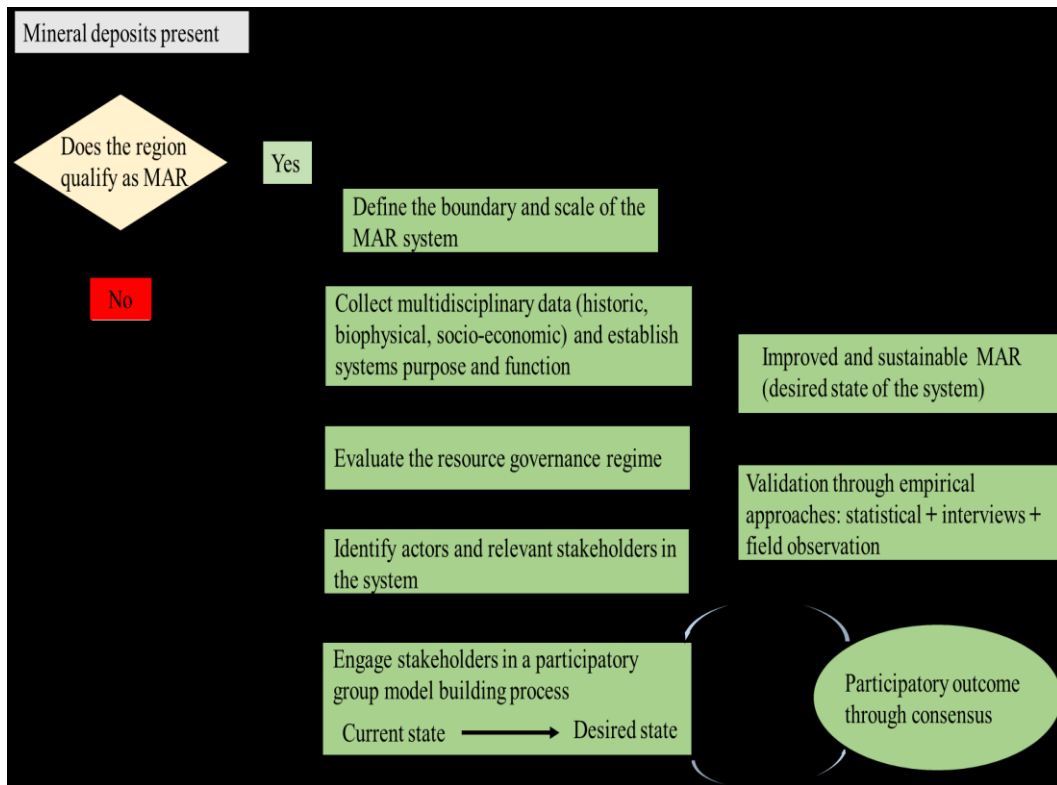 Mineral deposits present
Does the region
qualify as MAR
Yes
No
Define the boundary and scale of the
MAR system
Collect multidisciplinary data (historic,
biophysical, socio-economic) and establish
systems purpose and function
Evaluate the resource governance regime
Identify actors and relevant stakeholders in
the system
Engage stakeholders in a participatory
group model building process
Current state
Desired state
Improved and sustainable MAR
(desired state of the system)
Validation through empirical
approaches: statistical + interviews +
field observation
Participatory outcome
through consensus